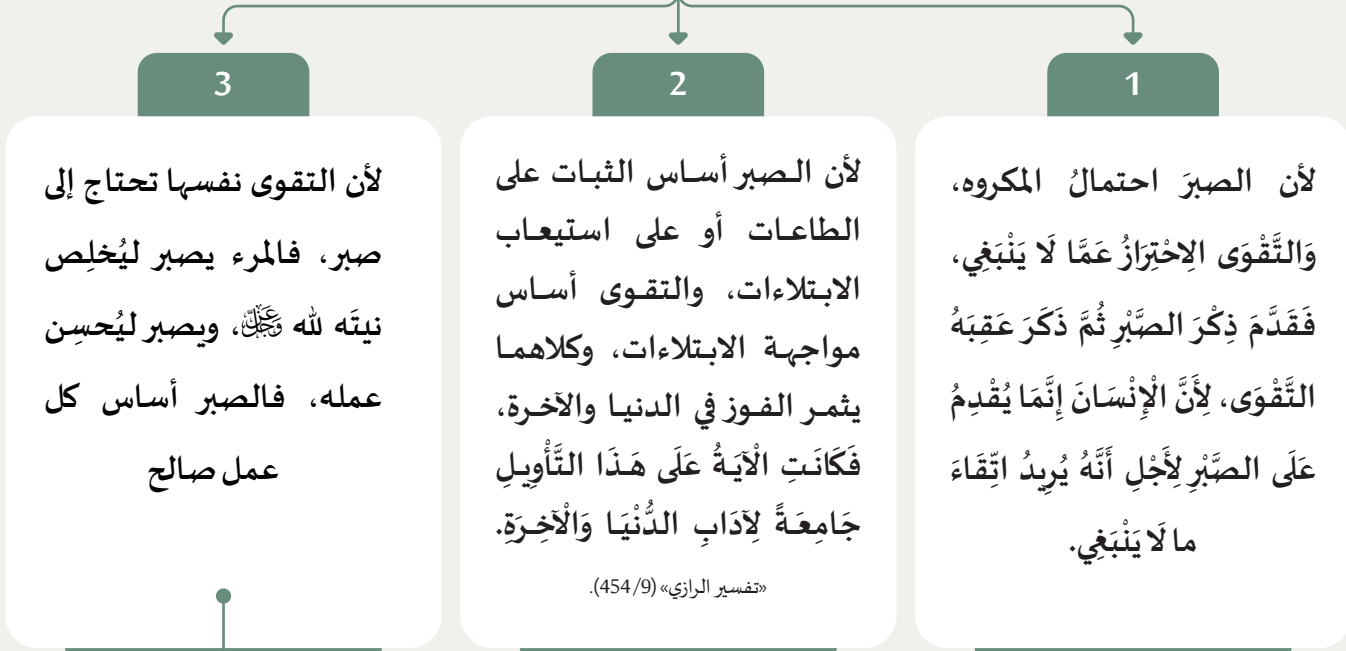 1
لأن الصبرَ احتمالُ المكروه،
وَالتَّقْوَى الِاحْتِرَازُ عَمَّا لَا يَنْبَغِي،
فَقَدَّمَ ذِكْرَ الصَّبْرِ ثُمَّ ذَكَرَ عَقِبَهُ
التَّقْوَى، لِأَنَّ الْإِنْسَانَ إِنَّمَا يُقْدِمُ
عَلَى الصَّبْرِ لِأَجْلِ أَنَّهُ يُرِيدُ اتِّقَاءَ
ما لَا يَنْبَغِي.
2
لأن الصبر أساس الثبات على
الطاعات أو على استيعاب
الابتلاءات، والتقوى أساس
مواجهة الابتلاءات، وكلاهما
يثمر الفوز في الدنيا والآخرة،
فَكَانَتِ الْآيَةُ عَلَى هَذَا التَّأْوِيلِ
جَامِعَةً لِآدَابِ الدُّنْيَا وَالْآخِرَةِ.
«تفسير الرازي» (9/ 454).
3
لأن التقوى نفسها تحتاج إلى
صبر، فالمرء يصبر ليُخلِص
نيتَه لله عَزَّوَجَلَّ، ويصبر ليُحسِن
عمله، فالصبر أساس كل
عمل صالح